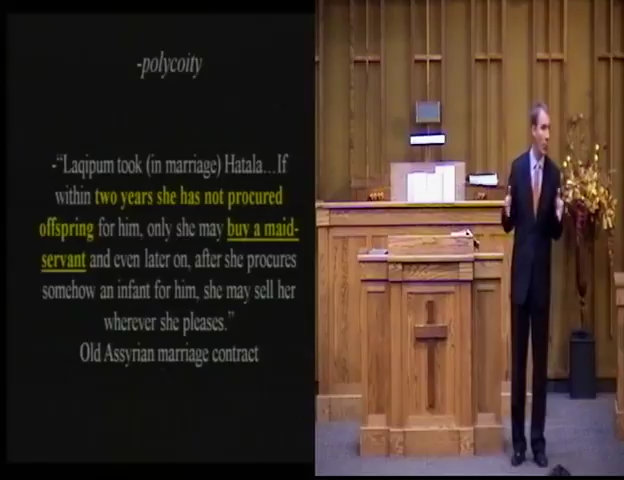 -polycoity
-“Laqipum took (in marriage) Hatala…If
within two years she has not procured
offspring for him, only she may buy a maid-
servant and even later on, after she procures
somehow an infant for him, she may sell her
wherever she pleases.”
Old Assyrian marriage contract